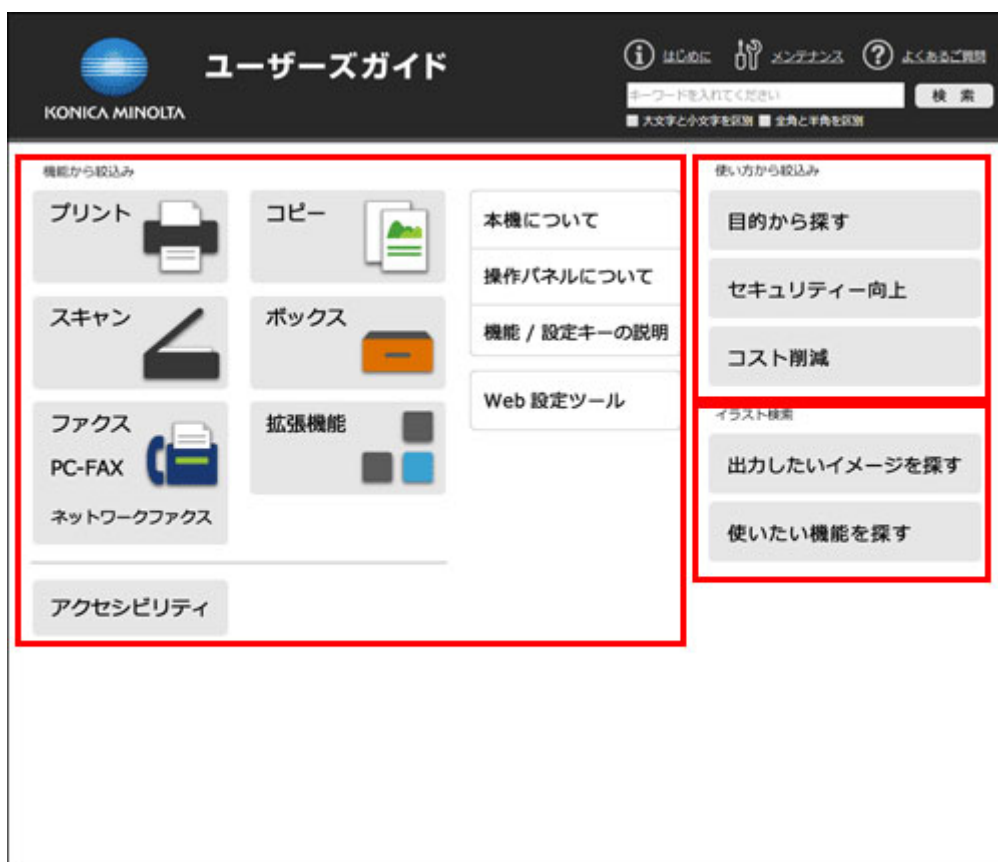 KONICA MINOLTA
ユーザーズガイド
はじめに
メンテナンス
よくあるご質問
キーワードを入れてください
検 索
大文字と小文字を区別
全角と半角を区別
機能から絞込み
プリント
コピー
スキャン
ボックス
ファクス
PC-FAX
ネットワークファクス
拡張機能
アクセシビリティ
本機について
操作パネルについて
機能 / 設定キーの説明
Web 設定ツール
使い方から絞込み
目的から探す
セキュリティー向上
コスト削減
イラスト検索
出力したいイメージを探す
使いたい機能を探す